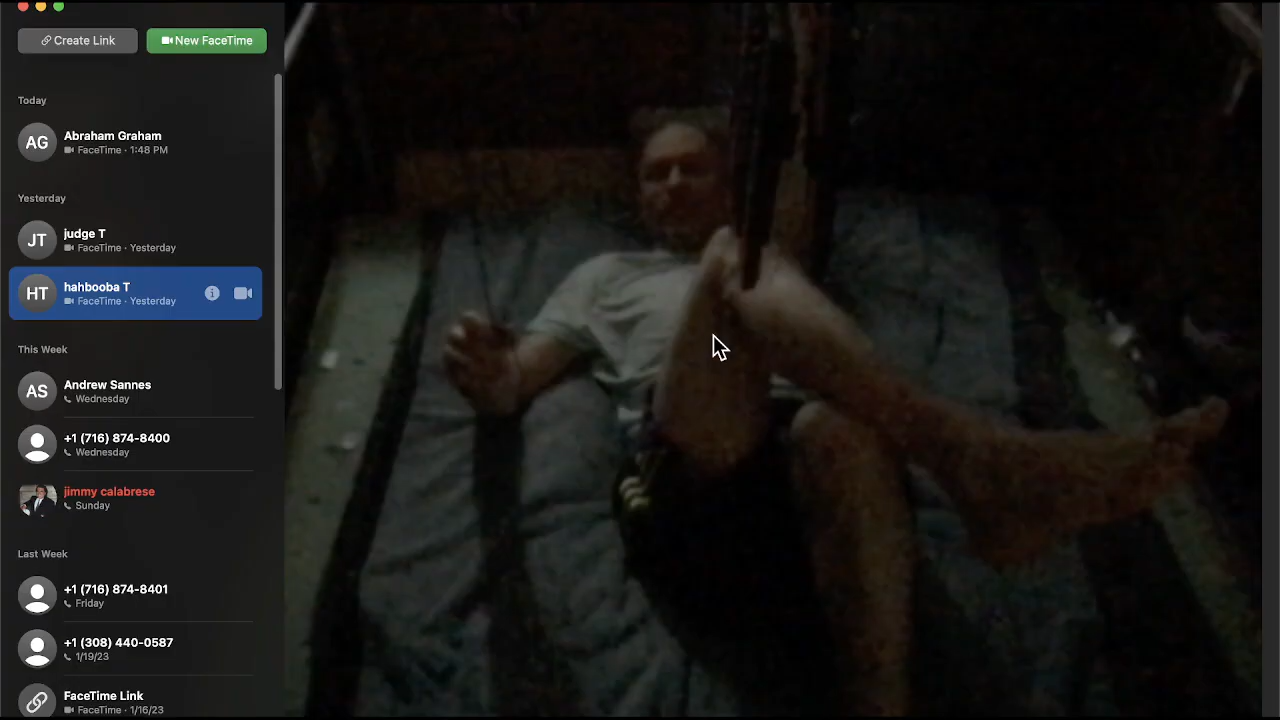 Create Link
New FaceTime
Today
AG
Abraham Graham
FaceTime · 1:48 PM
Yesterday
JT
judge T
FaceTime · Yesterday
HT
hahbooba T
FaceTime · Yesterday
This Week
AS
Andrew Sannes
Wednesday
+1 (716) 874-8400
Wednesday
jimmy calabrese
Sunday
Last Week
+1 (716) 874-8401
Friday
+1 (308) 440-0587
1/19/23
FaceTime Link
FaceTime · 1/16/23